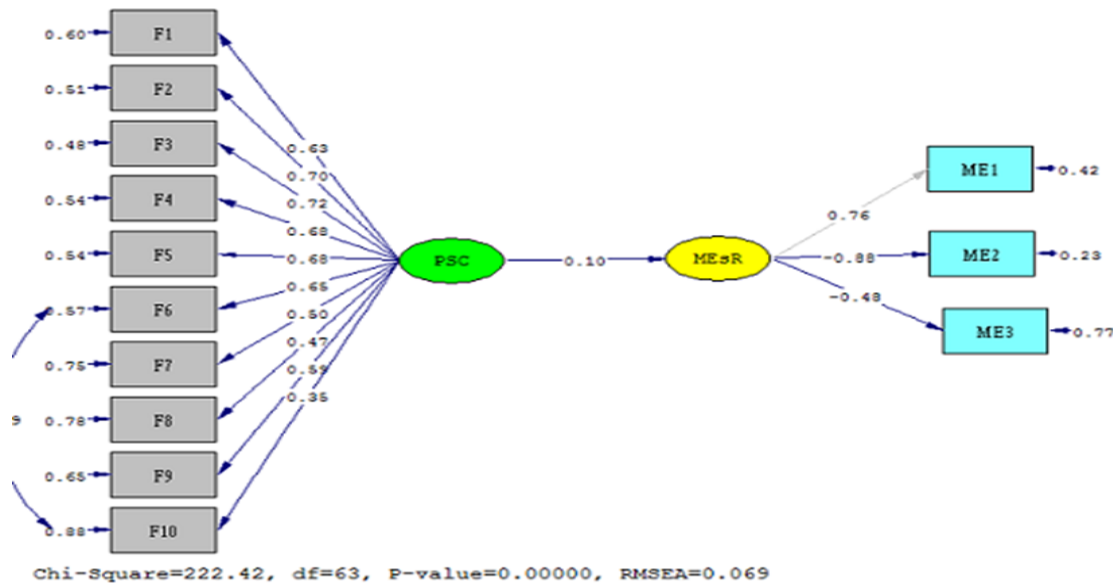 0.60 F1
0.51 F2
0.48 F3
0.54 F4
0.54 F5
0.57 F6
0.75 F7
9 0.78 F8
0.65 F9
0.88 F10
0.63
0.70
0.72
0.68
0.68
0.65
0.50
0.47
0.59
0.35
PSC
0.10
MEsR
0.76
-0.88
-0.48
ME1 0.42
ME2 0.23
ME3 0.77
Chi-Square=222.42, df=63, P-value=0.00000, RMSEA=0.069